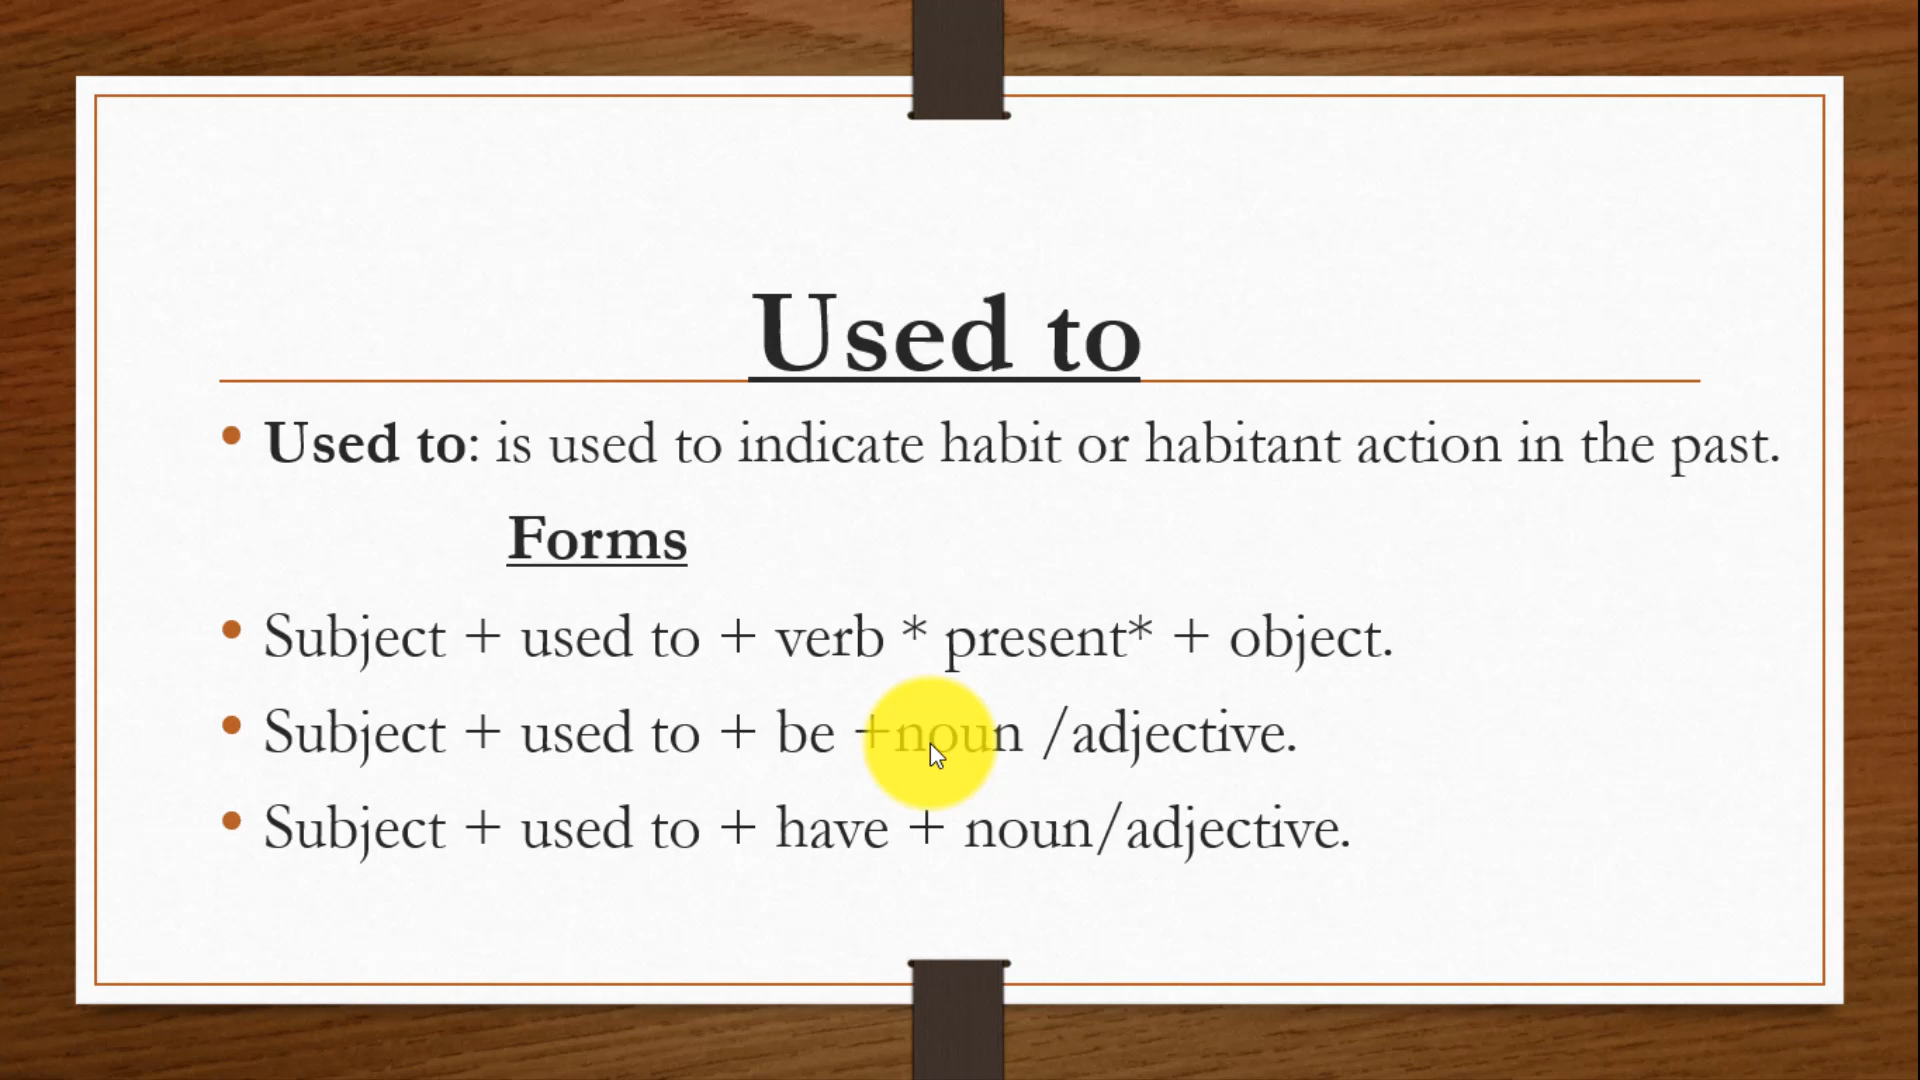 Used to
• Used to: is used to indicate habit or habitant action in the past.
Forms
• Subject + used to + verb * present* + object.
• Subject + used to + be +noun /adjective.
• Subject + used to + have + noun/adjective.